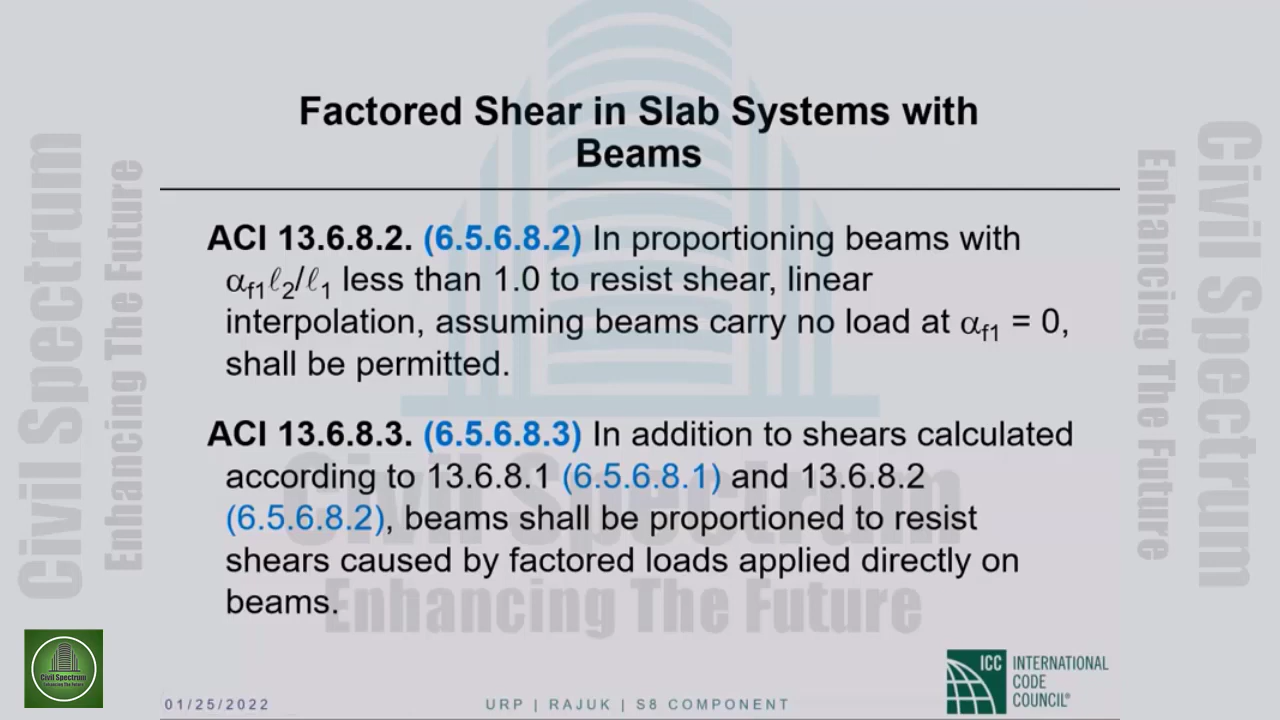 Factored Shear in Slab Systems with
Beams
ACI 13.6.8.2. (6.5.6.8.2) In proportioning beams with
αf1ℓ2/ℓ1 less than 1.0 to resist shear, linear
interpolation, assuming beams carry no load at αf1 = 0,
shall be permitted.
ACI 13.6.8.3. (6.5.6.8.3) In addition to shears calculated
according to 13.6.8.1 (6.5.6.8.1) and 13.6.8.2
(6.5.6.8.2), beams shall be proportioned to resist
shears caused by factored loads applied directly on
beams.
Civil Spectrum
Enhancing The Future
Civil Spectrum
Enhancing The Future
Civil Spectrum
Enhancing The Future
Civil Spectrum
Enhancing The Future
01/25/2022
URP | RAJUK | S8 COMPONENT
ICC INTERNATIONAL
CODE
COUNCIL®